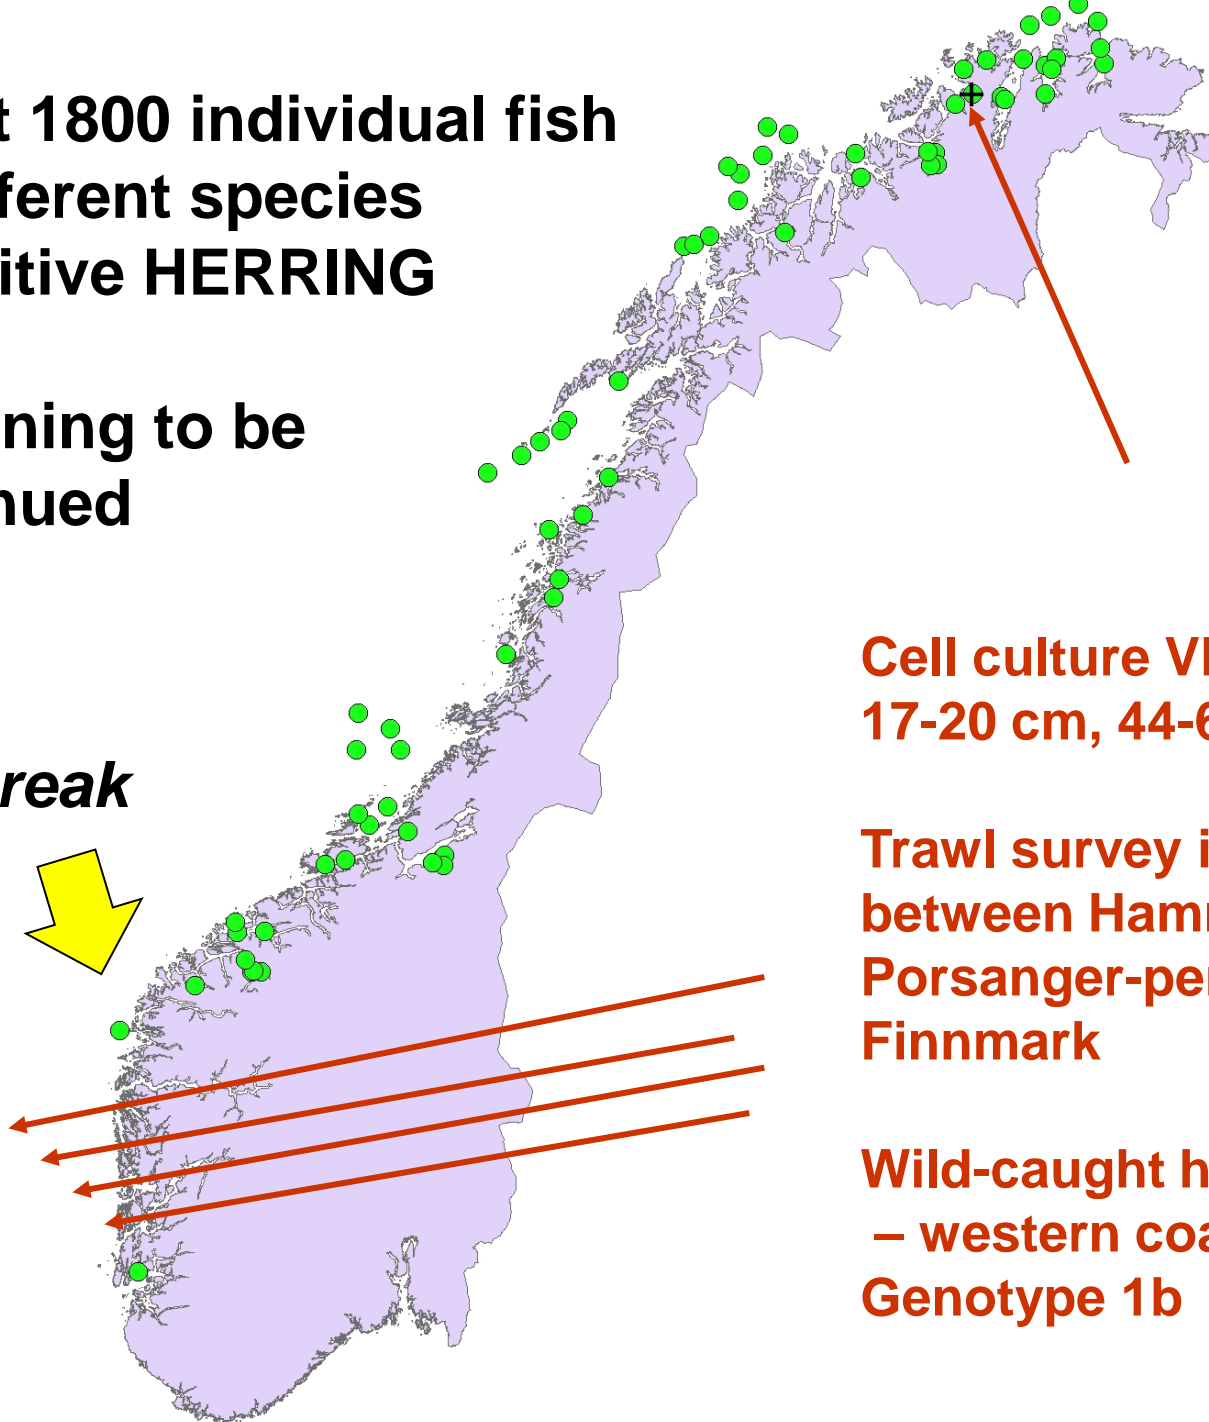 t 1800 individual fish
fferent species
itive HERRING
ning to be
nued
reak
Cell culture
17-20 cm, 44-6
Trawl survey i
between Ham
Porsanger-pe
Finnmark
Wild-caught h
– western coa
Genotype 1b